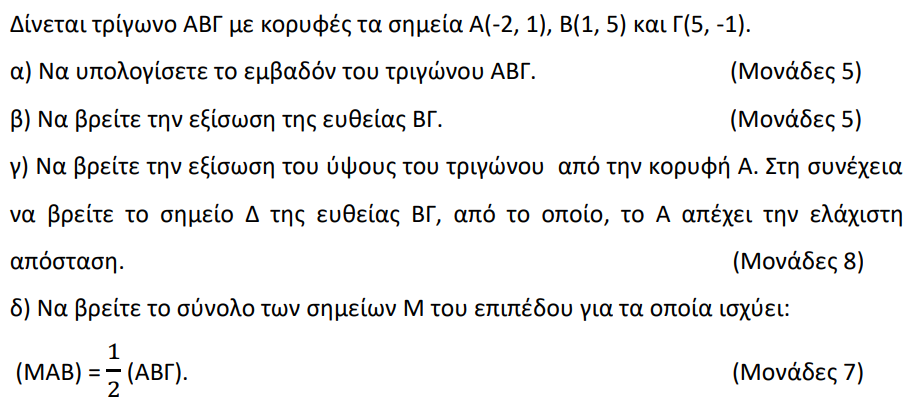 Δίνεται τρίγωνο ΑΒΓ με κορυφές τα σημεία Α(-2, 1), Β(1, 5) και Γ(5, -1).
α) Να υπολογίσετε το εμβαδόν του τριγώνου ΑΒΓ. (Μονάδες 5)
β) Να βρείτε την εξίσωση της ευθείας ΒΓ. (Μονάδες 5)
γ) Να βρείτε την εξίσωση του ύψους του τριγώνου από την κορυφή Α. Στη συνέχεια
να βρείτε το σημείο Δ της ευθείας ΒΓ, από το οποίο, το Α απέχει την ελάχιστη
απόσταση. (Μονάδες 8)
δ) Να βρείτε το σύνολο των σημείων Μ του επιπέδου για τα οποία ισχύει:
(ΜΑΒ) = 1/2 (ΑΒΓ). (Μονάδες 7)